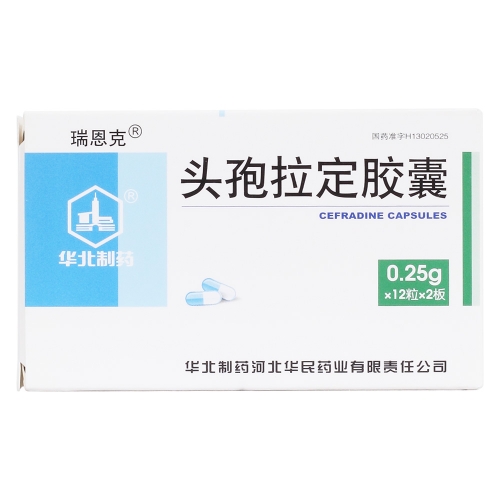 瑞恩克®
国药准字H13020525
头孢拉定胶囊
CEFRADINE CAPSULES
®
华北制药
0.25g
×12粒×2板
华北制药河北华民药业有限责任公司